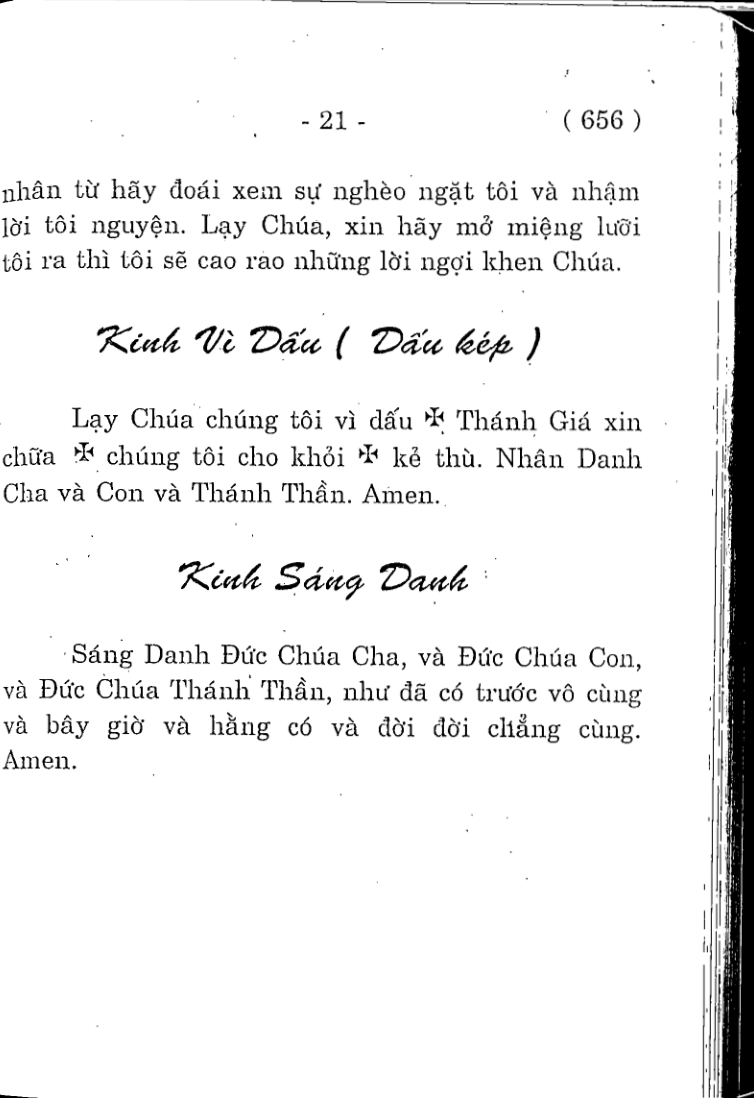 - 21 - ( 656 )
nhân từ hãy đoái xem sự nghèo ngặt tôi và nhậm
lời tôi nguyện. Lạy Chúa, xin hãy mở miệng lưỡi
tôi ra thì tôi sẽ cao rao những lời ngợi khen Chúa.
Kinh Vì Dấu ( Dấu kép )
Lạy Chúa chúng tôi vì dấu ✠ Thánh Giá xin
chữa ✠ chúng tôi cho khỏi ✠ kẻ thù. Nhân Danh
Cha và Con và Thánh Thần. Amen.
Kinh Sáng Danh
Sáng Danh Đức Chúa Cha, và Đức Chúa Con,
và Đức Chúa Thánh Thần, như đã có trước vô cùng
và bây giờ và hằng có và đời đời chẳng cùng.
Amen.